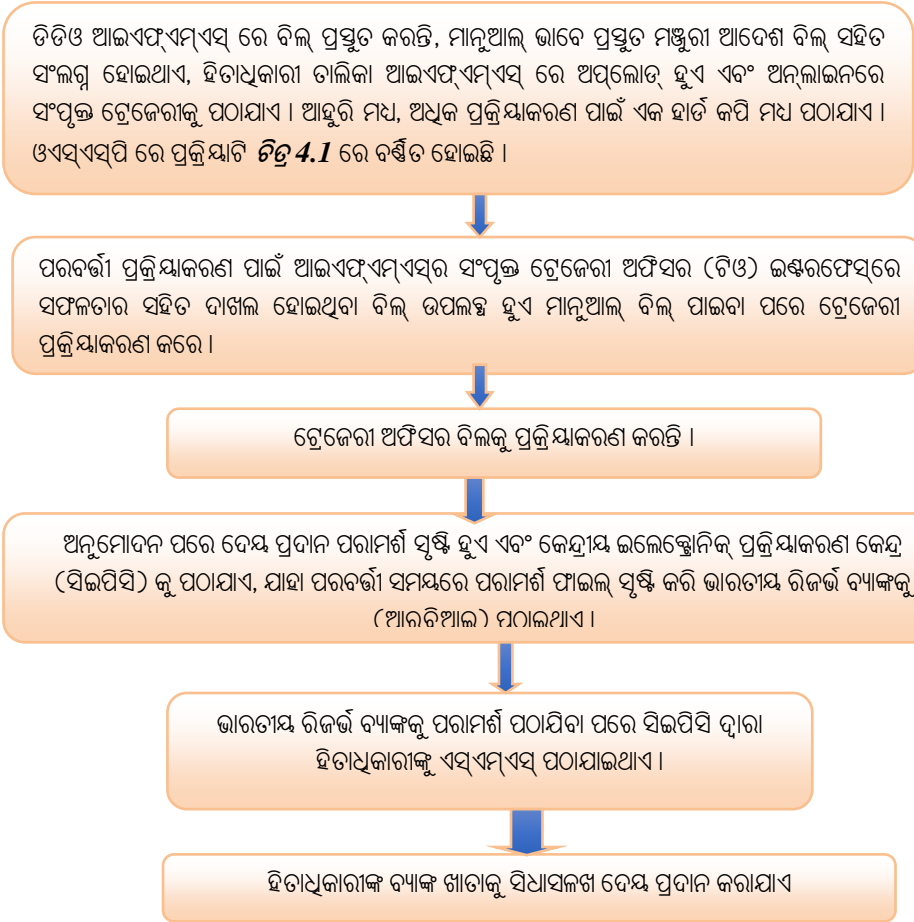 ଡିଡିଓ ଆଇଏଫ୍ଏମ୍ଏସ୍ ରେ ବିଲ୍ ପ୍ରସ୍ତୁତ କରନ୍ତି, ମାନୁଆଲ୍ ଭାବେ ପ୍ରସ୍ତୁତ ମଞ୍ଜୁରୀ ଆଦେଶ ବିଲ୍ ସହିତ
ସଂଲଗ୍ନ ହୋଇଥାଏ, ହିତାଧିକାରୀ ତାଲିକା ଆଇଏଫ୍ଏମ୍ଏସ୍ ରେ ଅପ୍‌ଲୋଡ୍ ହୁଏ ଏବଂ ଅନ୍‌ଲାଇନରେ
ସଂପୃକ୍ତ ଟ୍ରେଜେରୀକୁ ପଠାଯାଏ । ଆହୁରି ମଧ୍ୟ, ଅଧିକ ପ୍ରକ୍ରିୟାକରଣ ପାଇଁ ଏକ ହାର୍ଡ କପି ମଧ୍ୟ ପଠାଯାଏ ।
ଓଏସ୍ଏସ୍‌ପି ରେ ପ୍ରକ୍ରିୟାଟି ଚିତ୍ର 4.1 ରେ ବର୍ଣ୍ଣିତ ହୋଇଛି ।
ପରବର୍ତ୍ତୀ ପ୍ରକ୍ରିୟାକରଣ ପାଇଁ ଆଇଏଫ୍ଏମ୍ଏସ୍‌ର ସଂପୃକ୍ତ ଟ୍ରେଜେରୀ ଅଫିସର (ଟିଓ) ଇଣ୍ଟରଫେସ୍‌ରେ
ସଫଳତାର ସହିତ ଦାଖଲ ହୋଇଥିବା ବିଲ୍ ଉପଲବ୍ଧ ହୁଏ ମାନୁଆଲ୍ ବିଲ୍ ପାଇବା ପରେ ଟ୍ରେଜେରୀ
ପ୍ରକ୍ରିୟାକରଣ କରେ ।
ଟ୍ରେଜେରୀ ଅଫିସର ବିଲକୁ ପ୍ରକ୍ରିୟାକରଣ କରନ୍ତି ।
ଅନୁମୋଦନ ପରେ ଦେୟ ପ୍ରଦାନ ପରାମର୍ଶ ସୃଷ୍ଟି ହୁଏ ଏବଂ କେନ୍ଦ୍ରୀୟ ଇଲେକ୍ଟ୍ରୋନିକ୍ ପ୍ରକ୍ରିୟାକରଣ କେନ୍ଦ୍ର
(ସିଇପିସି) କୁ ପଠାଯାଏ, ଯାହା ପରବର୍ତ୍ତୀ ସମୟରେ ପରାମର୍ଶ ଫାଇଲ୍ ସୃଷ୍ଟି କରି ଭାରତୀୟ ରିଜର୍ଭ ବ୍ୟାଙ୍କକୁ
(ଆରବିଆଇ) ପଠାଇଥାଏ ।
ଭାରତୀୟ ରିଜର୍ଭ ବ୍ୟାଙ୍କକୁ ପରାମର୍ଶ ପଠାଯିବା ପରେ ସିଇପିସି ଦ୍ୱାରା
ହିତାଧିକାରୀଙ୍କୁ ଏସ୍ଏମ୍ଏସ୍ ପଠାଯାଇଥାଏ ।
ହିତାଧିକାରୀଙ୍କ ବ୍ୟାଙ୍କ ଖାତାକୁ ସିଧାସଳଖ ଦେୟ ପ୍ରଦାନ କରାଯାଏ